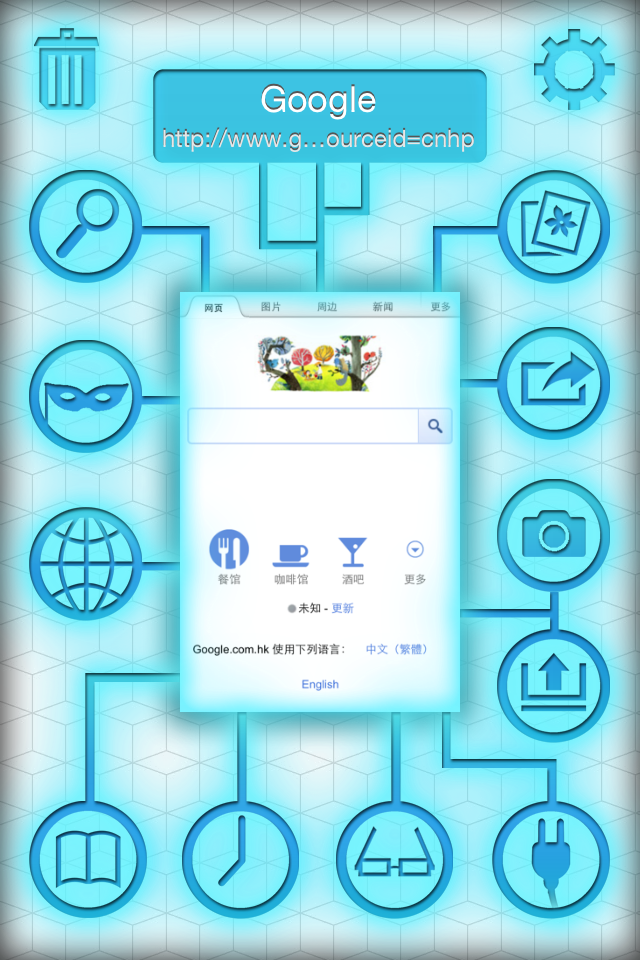 Google
http://www.g...ourceid=cnhp
网页 图片 周边 新闻 更多
餐馆 咖啡馆 酒吧 更多
未知 - 更新
Google.com.hk 使用下列语言： 中文（繁體）
English